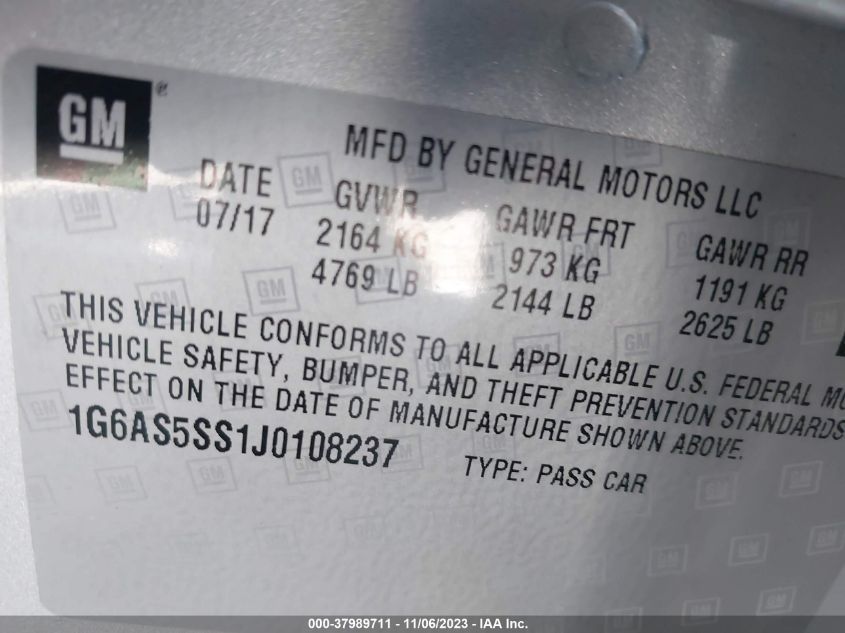 GM®
MFD BY GENERAL MOTORS LLC
DATE GVWR GAWR FRT GAWR RR
07/17 2164 KG 973 KG 1191 KG
4769 LB 2144 LB 2625 LB
THIS VEHICLE CONFORMS TO ALL APPLICABLE U.S. FEDERAL
VEHICLE SAFETY, BUMPER, AND THEFT PREVENTION STANDARDS
EFFECT ON THE DATE OF MANUFACTURE SHOWN ABOVE.
1G6AS5SS1J0108237 TYPE: PASS CAR
000-37989711 - 11/06/2023 - IAA Inc.